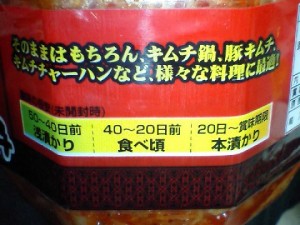 そのままはもちろん、キムチ鍋、豚キムチ、
キムチチャーハンなど、様々な料理に最適!
未開封時)
50~40日前 40~20日前 20日~賞味期限
浅漬かり 食べ頃 本漬かり